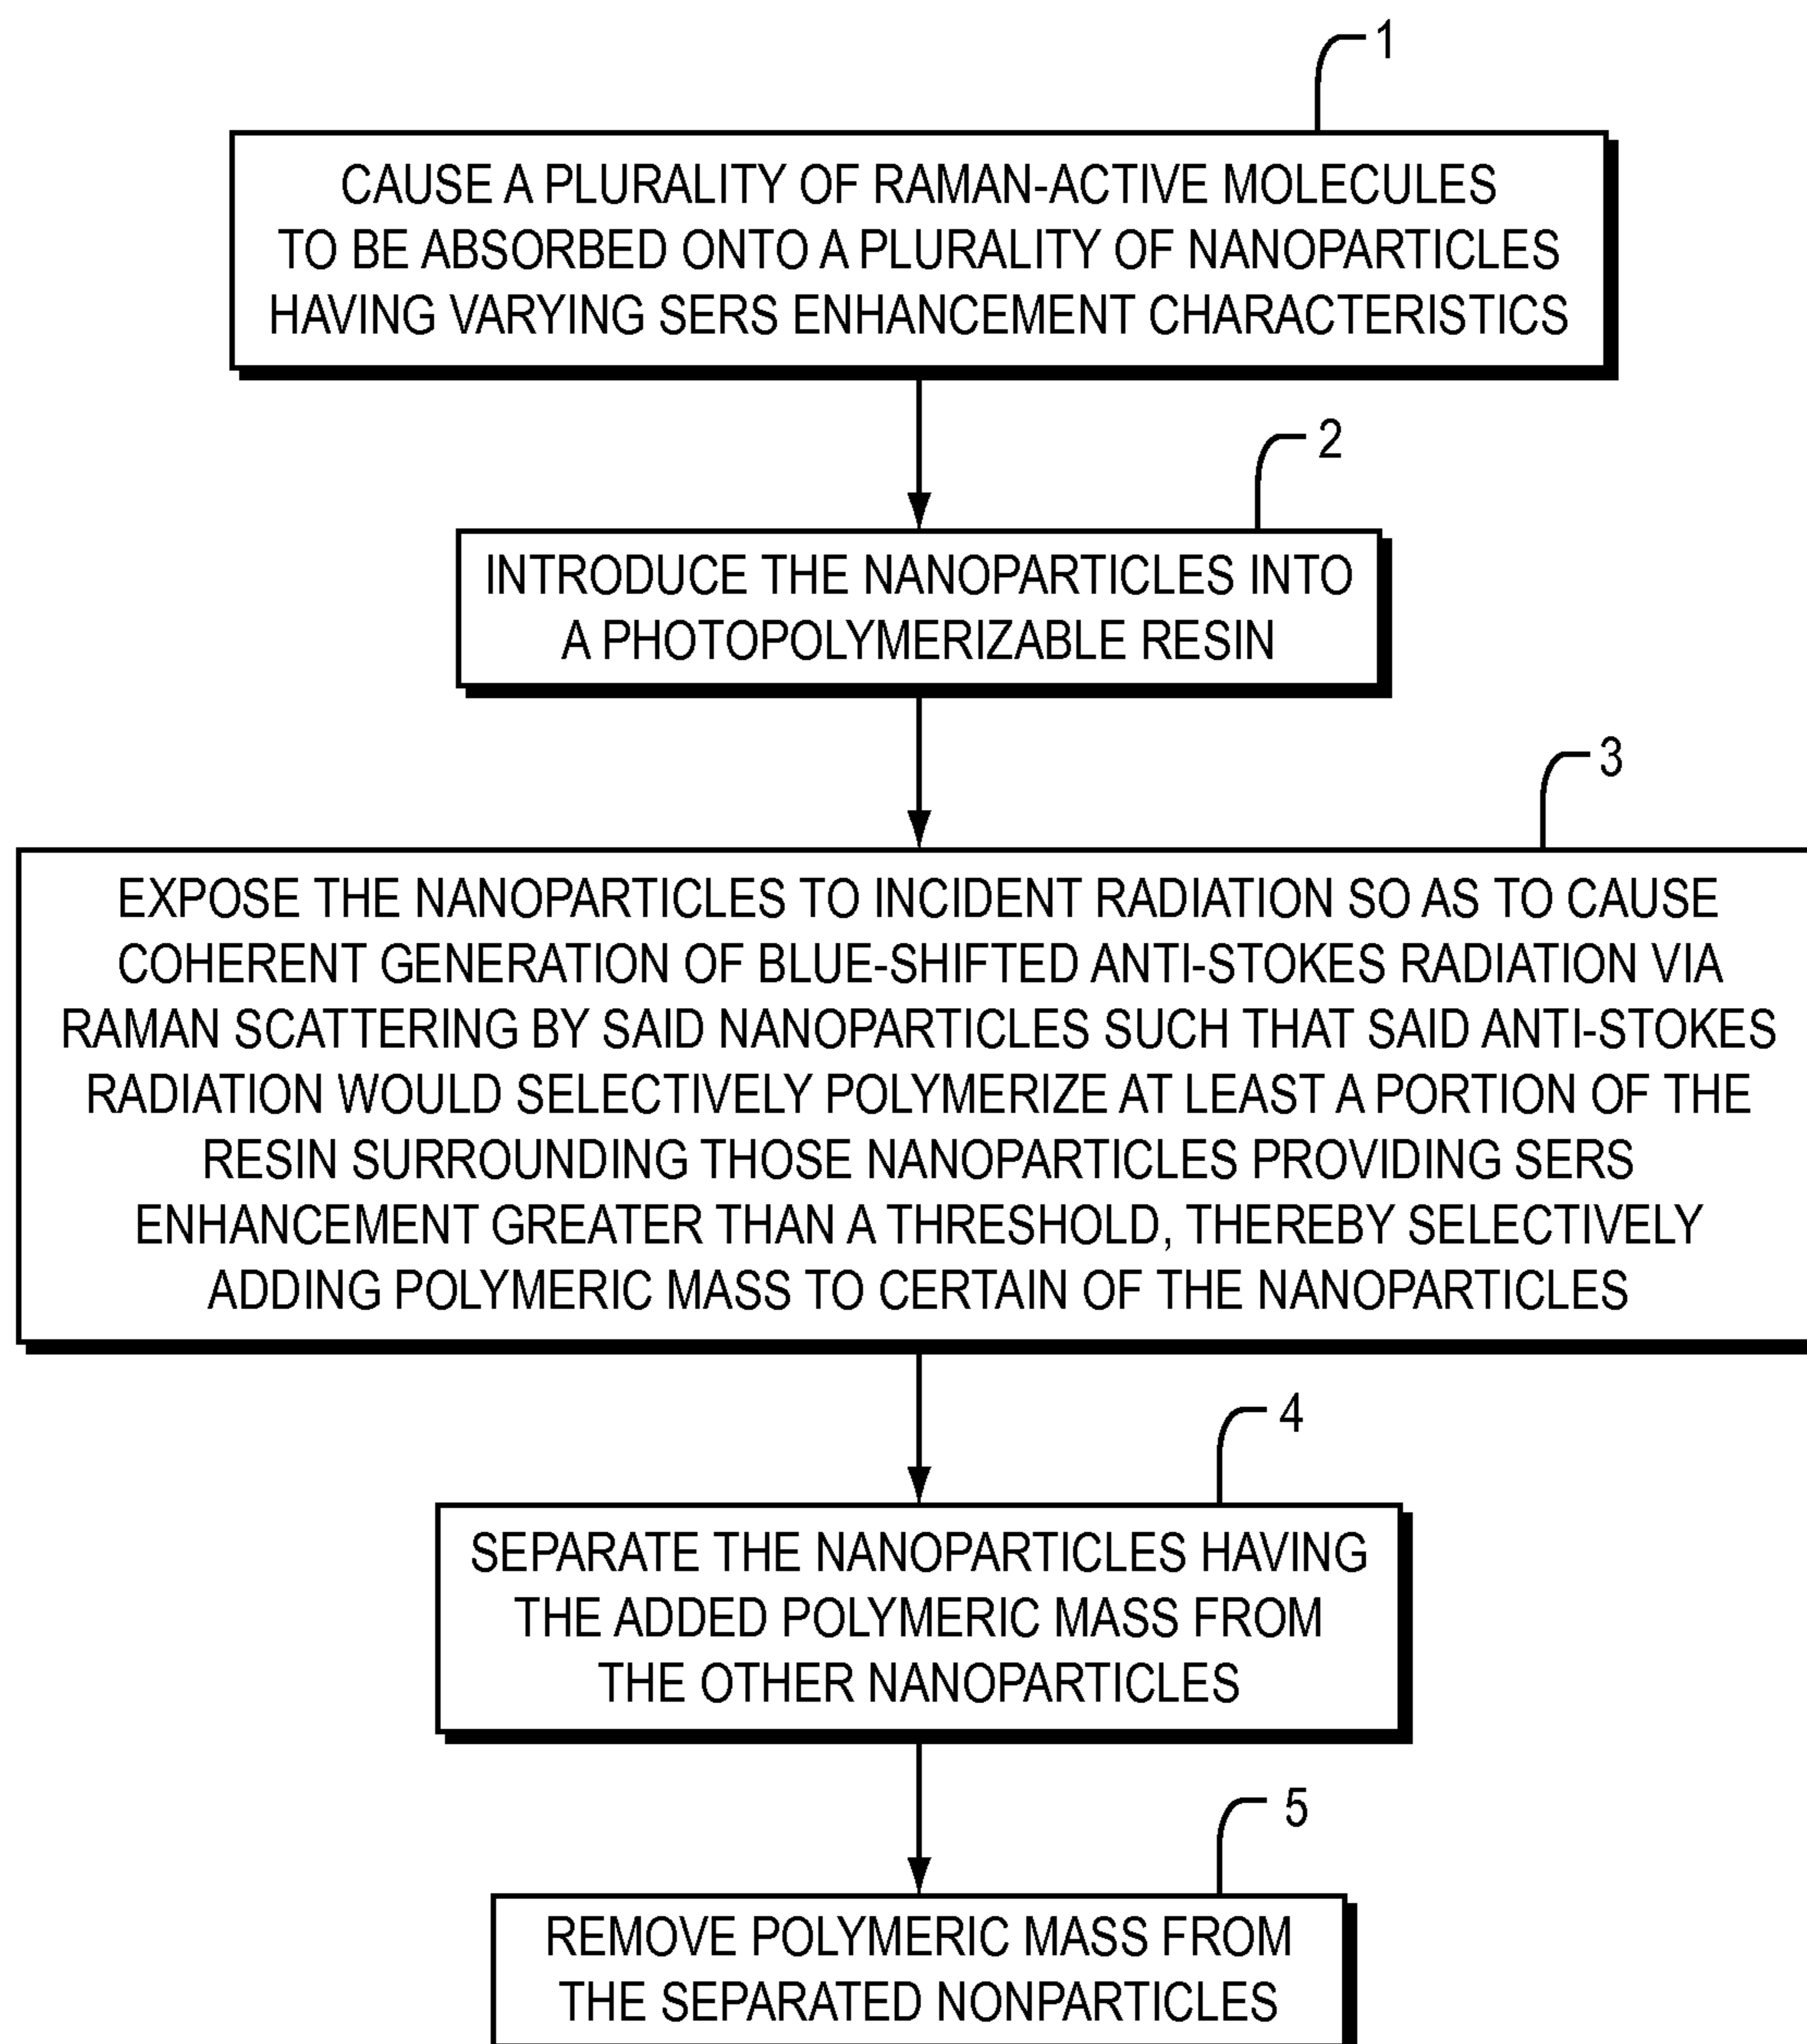 1
CAUSE A PLURALITY OF RAMAN-ACTIVE MOLECULES
TO BE ABSORBED ONTO A PLURALITY OF NANOPARTICLES
HAVING VARYING SERS ENHANCEMENT CHARACTERISTICS
2
INTRODUCE THE NANOPARTICLES INTO
A PHOTOPOLYMERIZABLE RESIN
3
EXPOSE THE NANOPARTICLES TO INCIDENT RADIATION SO AS TO CAUSE
COHERENT GENERATION OF BLUE-SHIFTED ANTI-STOKES RADIATION VIA
RAMAN SCATTERING BY SAID NANOPARTICLES SUCH THAT SAID ANTI-STOKES
RADIATION WOULD SELECTIVELY POLYMERIZE AT LEAST A PORTION OF THE
RESIN SURROUNDING THOSE NANOPARTICLES PROVIDING SERS
ENHANCEMENT GREATER THAN A THRESHOLD, THEREBY SELECTIVELY
ADDING POLYMERIC MASS TO CERTAIN OF THE NANOPARTICLES
4
SEPARATE THE NANOPARTICLES HAVING
THE ADDED POLYMERIC MASS FROM
THE OTHER NANOPARTICLES
5
REMOVE POLYMERIC MASS FROM
THE SEPARATED NONPARTICLES